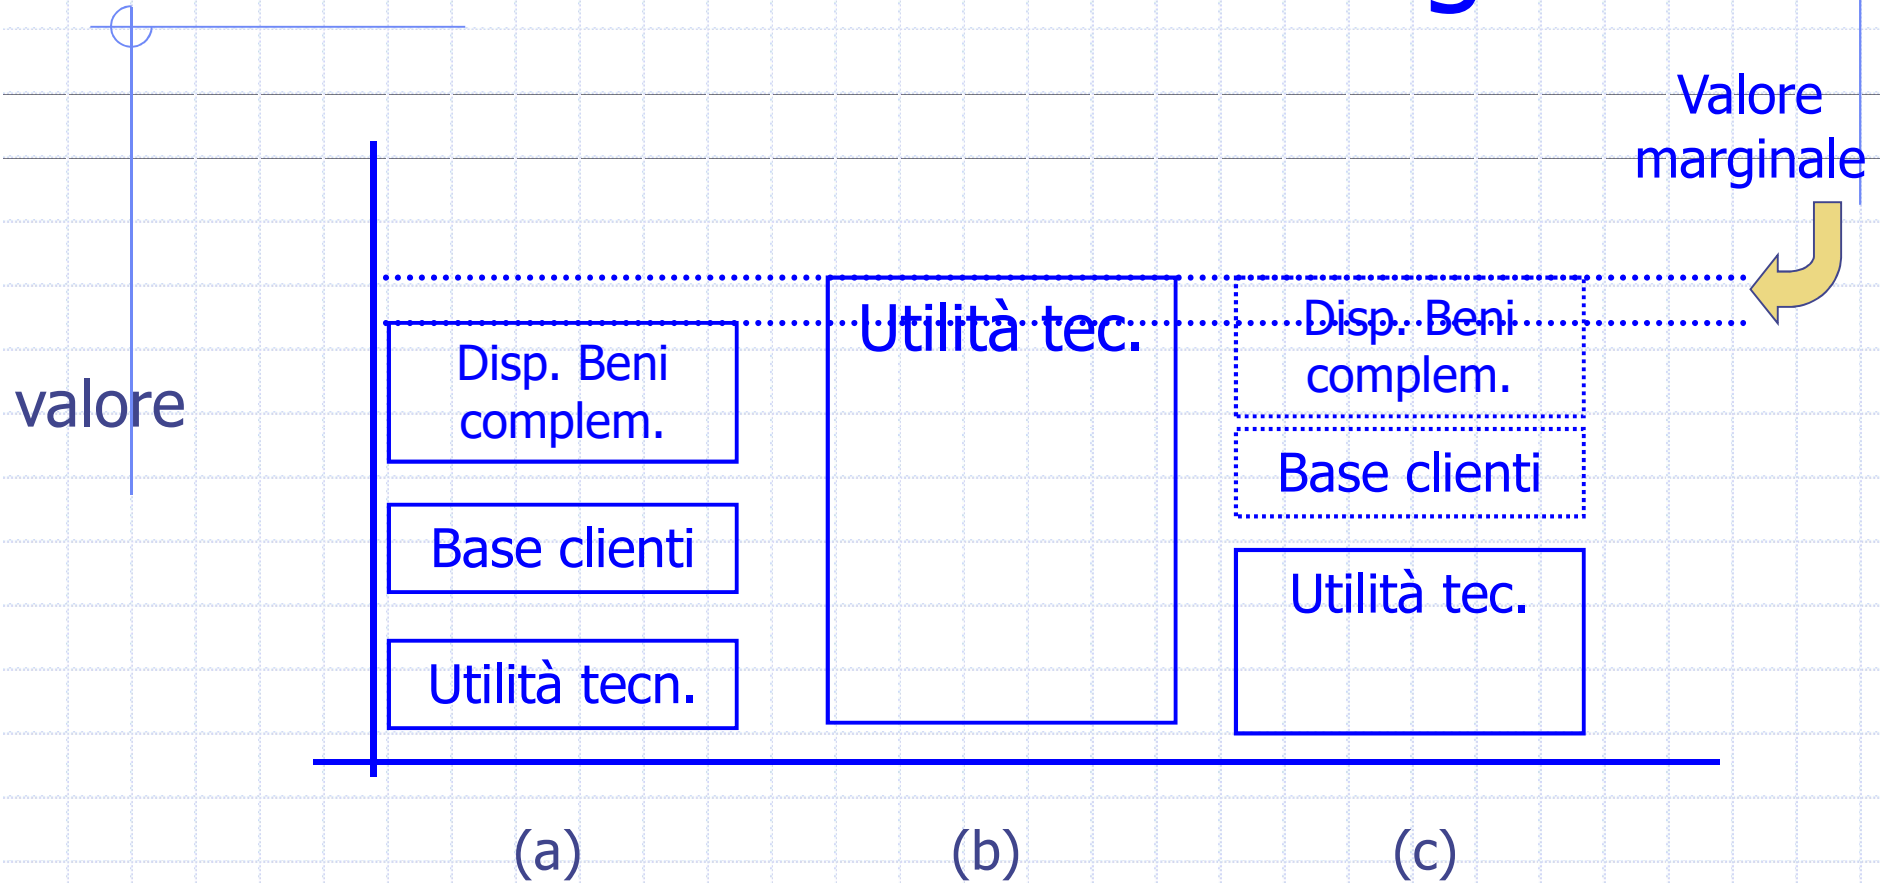 Valore
marginale
valore
Disp. Beni
complem.
Base clienti
Utilità tecn.
Utilità tec.
Disp. Beni
complem.
Base clienti
Utilità tec.
(a)
(b)
(c)